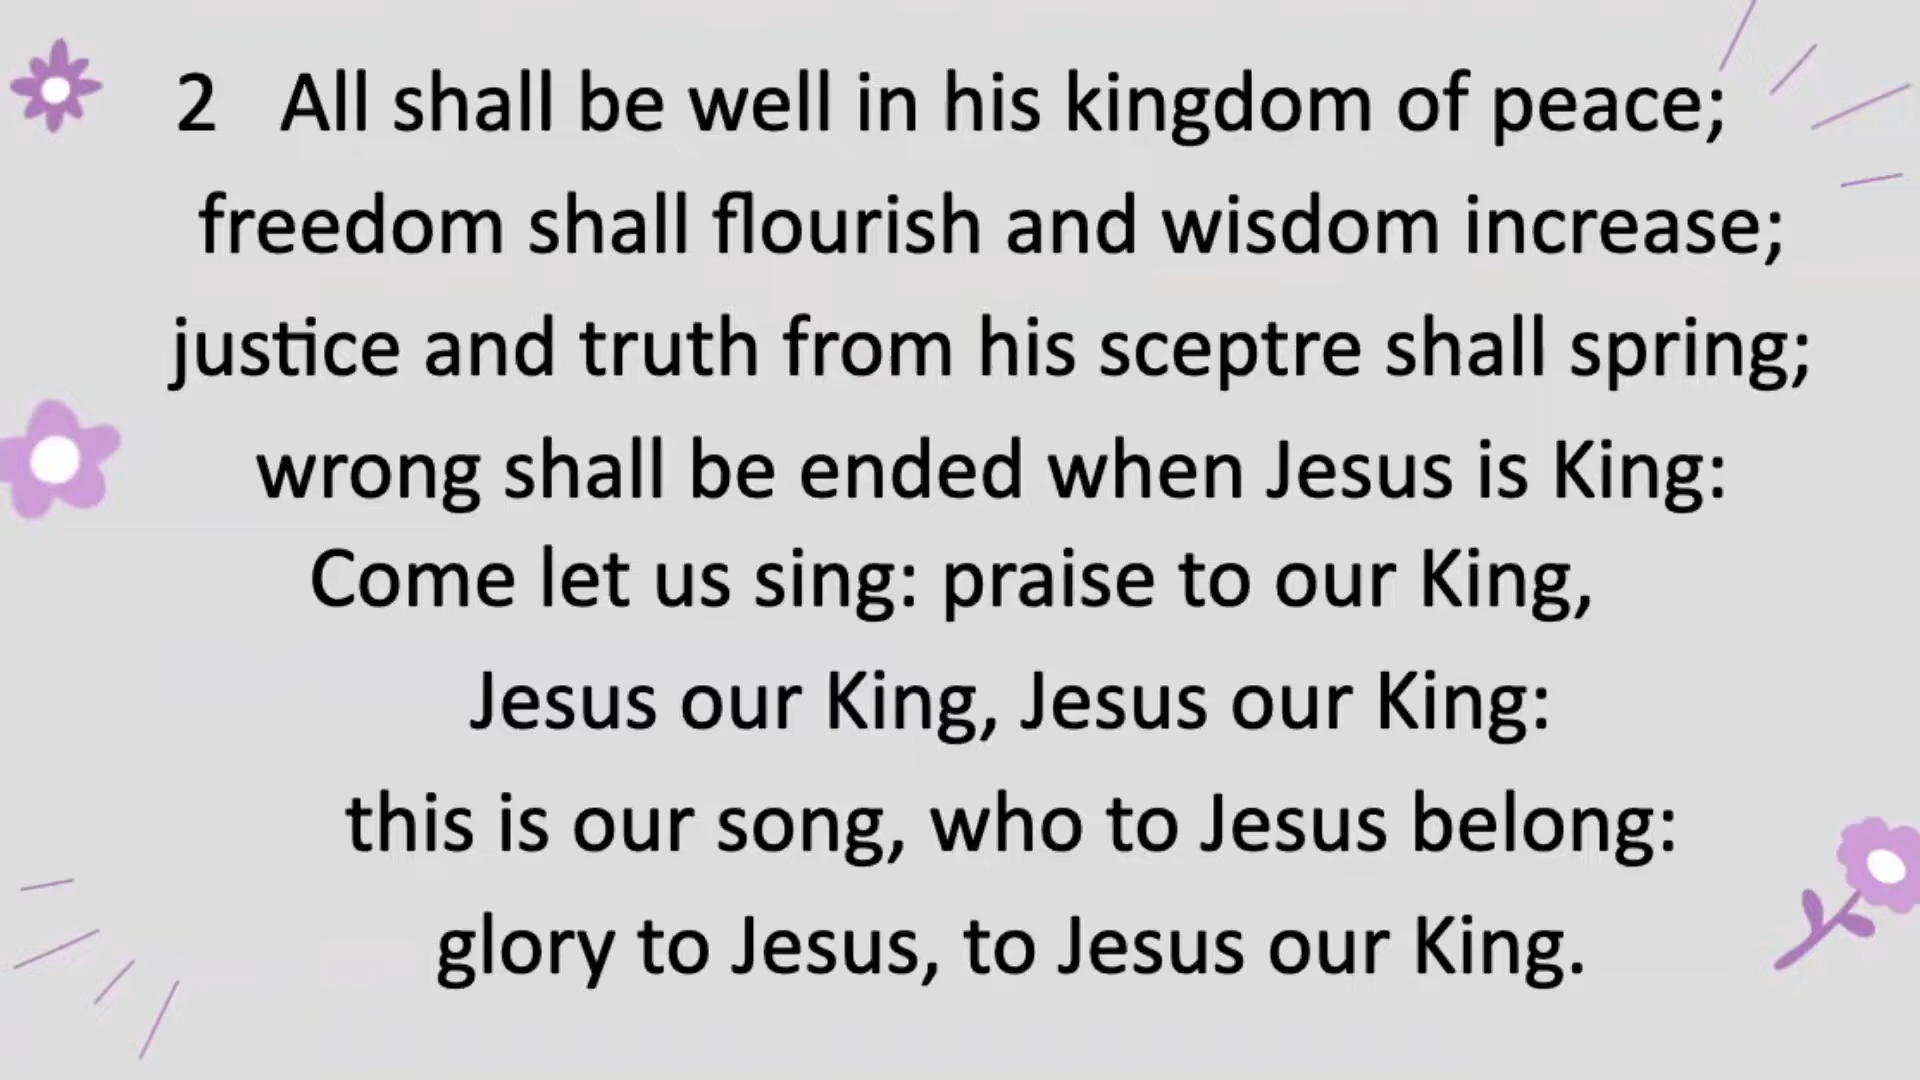 2 All shall be well in his kingdom of peace;
freedom shall flourish and wisdom increase;
justice and truth from his sceptre shall spring;
wrong shall be ended when Jesus is King:
Come let us sing: praise to our King,
Jesus our King, Jesus our King:
this is our song, who to Jesus belong:
glory to Jesus, to Jesus our King.